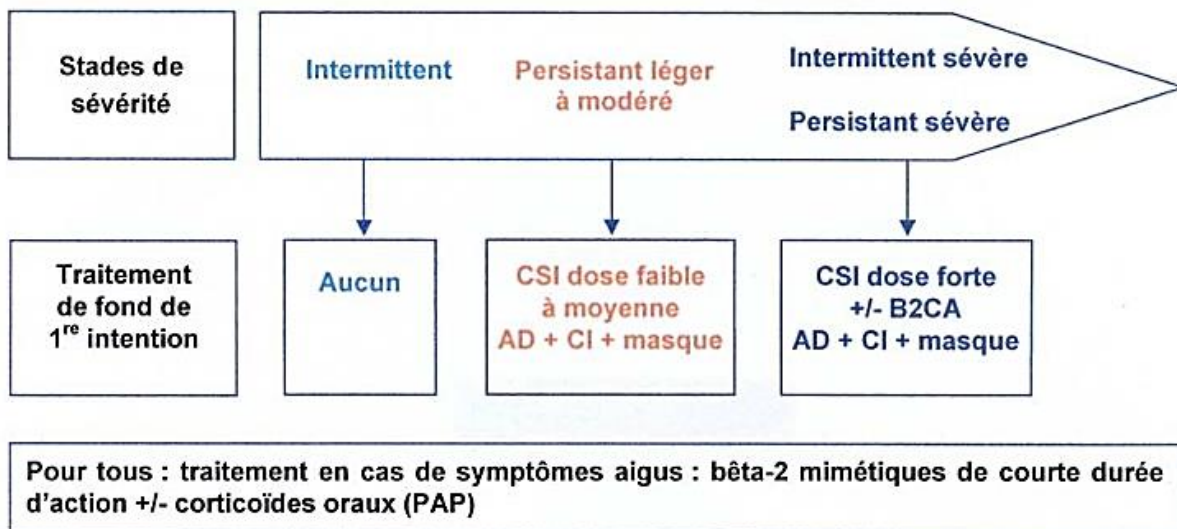 Stades de
sévérité
Intermittent
Persistant léger
à modéré
Intermittent sévère
Persistant sévère
Traitement
de fond de
1re intention
Aucun
CSI dose faible
à moyenne
AD + CI + masque
CSI dose forte
+/- B2CA
AD + CI + masque
Pour tous : traitement en cas de symptômes aigus : bêta-2 mimétiques de courte durée
d'action +/- corticoïdes oraux (PAP)